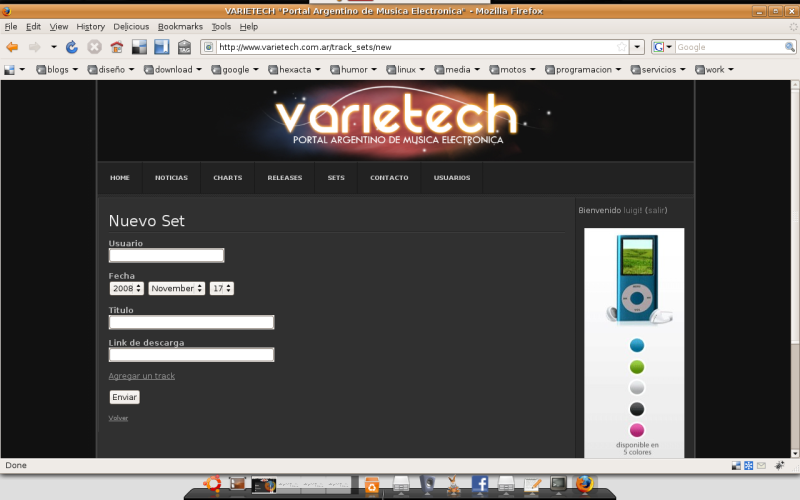 VARIETECH "Portal Argentino de Musica Electronica" - Mozilla Firefox
File Edit View History Delicious Bookmarks Tools Help
TAG http://www.varietech.com.ar/track_sets/new Google
blogs diseño download google hexacta humor linux media motos programacion servicios work
varietech
PORTAL ARGENTINO DE MUSICA ELECTRONICA
HOME NOTICIAS CHARTS RELEASES SETS CONTACTO USUARIOS
Bienvenido luigit (salir)
Nuevo Set
Usuario
Fecha
2008 November 17
Titulo
Link de descarga
Agregar un track
Enviar
Volver
disponible en
5 colores
Done